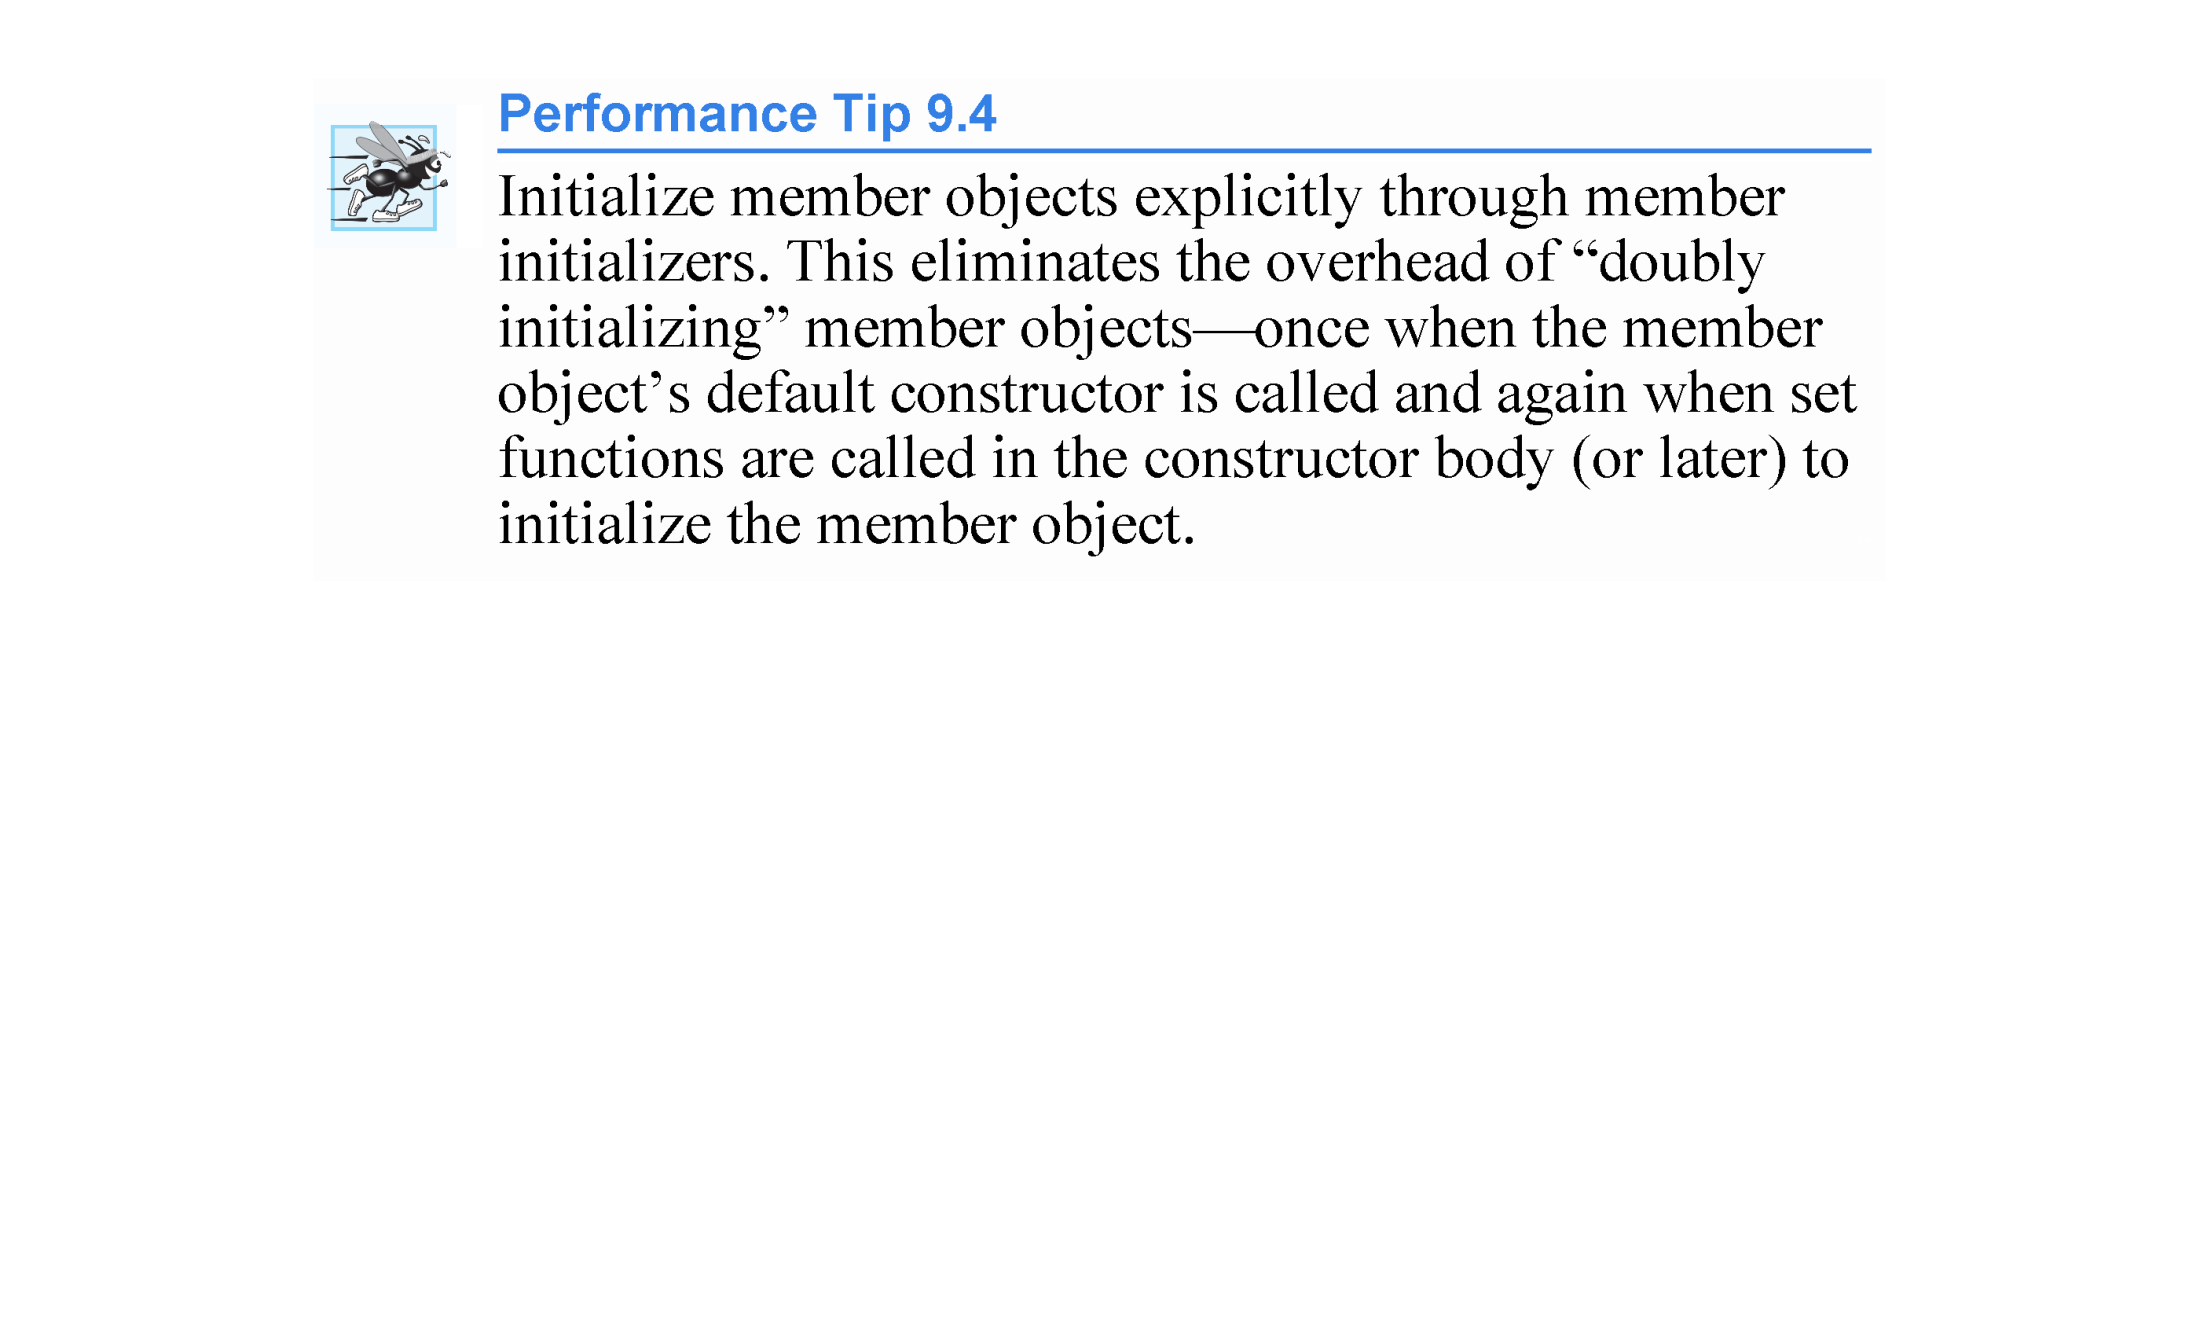 Performance Tip 9.4
Initialize member objects explicitly through member
initializers. This eliminates the overhead of “doubly
initializing” member objects—once when the member
object’s default constructor is called and again when set
functions are called in the constructor body (or later) to
initialize the member object.